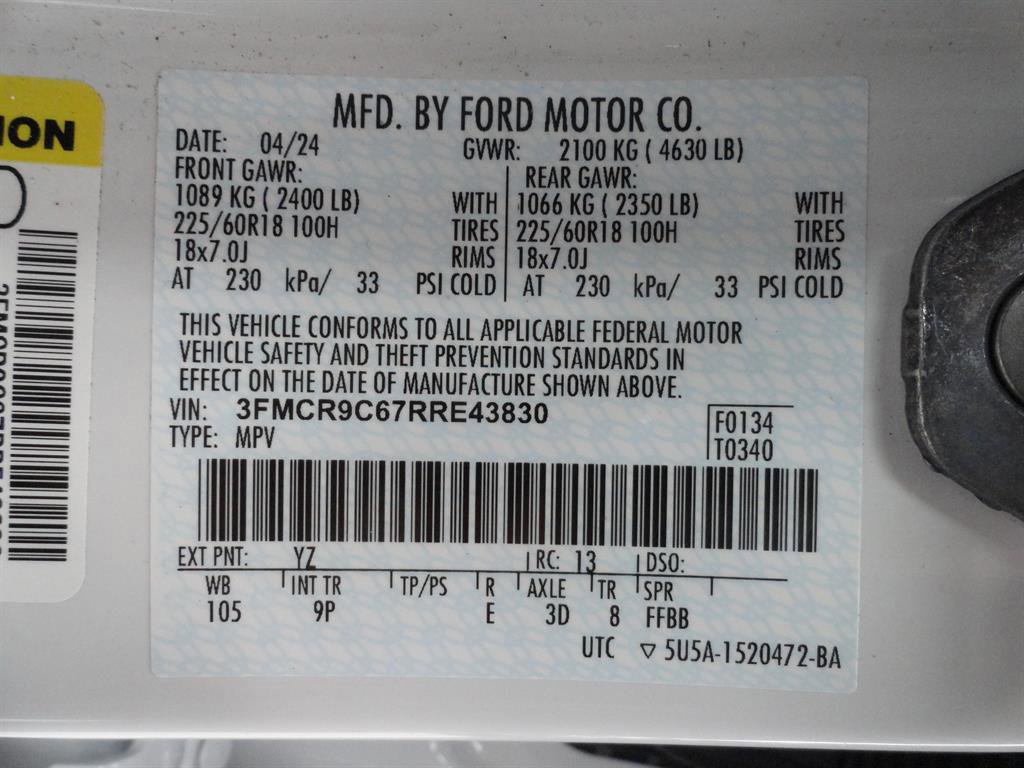 MFD. BY FORD MOTOR CO.
DATE: 04/24 GVWR: 2100 KG ( 4630 LB)
FRONT GAWR: REAR GAWR:
1089 KG ( 2400 LB) WITH 1066 KG ( 2350 LB) WITH
225/60R18 100H TIRES 225/60R18 100H TIRES
18x7.0J RIMS 18x7.0J RIMS
AT 230 kPa/ 33 PSI COLD AT 230 kPa/ 33 PSI COLD
THIS VEHICLE CONFORMS TO ALL APPLICABLE FEDERAL MOTOR
VEHICLE SAFETY AND THEFT PREVENTION STANDARDS IN
EFFECT ON THE DATE OF MANUFACTURE SHOWN ABOVE.
VIN: 3FMCR9C67RRE43830 F0134
TYPE: MPV T0340
EXT PNT: YZ RC: 13 DSO:
WB INT TR TP/PS R AXLE TR SPR
105 9P E 3D 8 FFBB
UTC ▽ 5U5A-1520472-BA